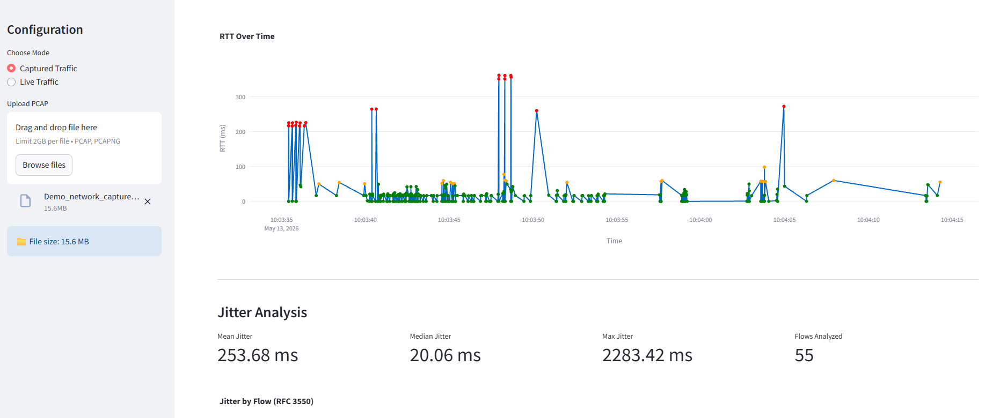 Configuration
Choose Mode
Captured Traffic
Live Traffic
Upload PCAP
Drag and drop file here
Limit 2GB per file • PCAP, PCAPNG
Browse files
Demo_network_capture...
15.6MB
File size: 15.6 MB
RTT Over Time
RTT (ms)
300
200
100
0
10:03:35 10:03:40 10:03:45 10:03:50 10:03:55 10:04:00 10:04:05 10:04:10 10:04:15
May 13, 2026
Time
Jitter Analysis
Mean Jitter Median Jitter Max Jitter Flows Analyzed
253.68 ms 20.06 ms 2283.42 ms 55
Jitter by Flow (RFC 3550)